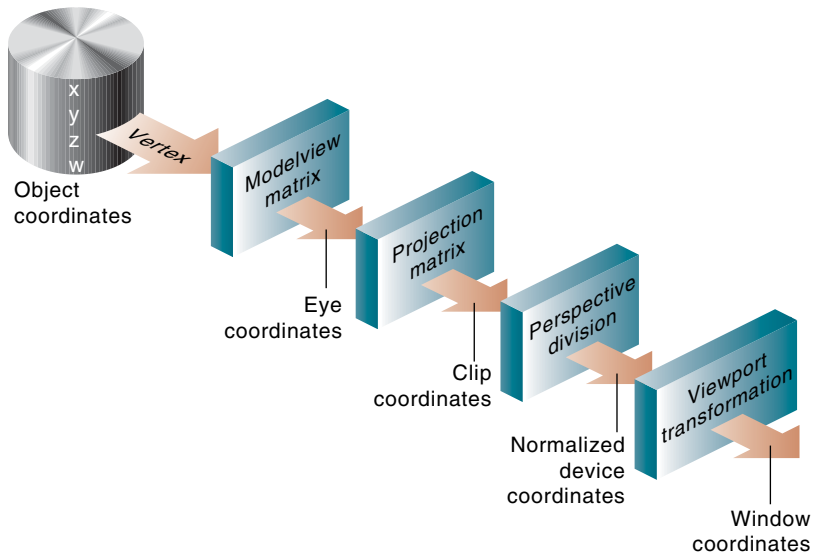 x
y
z
w
Vertex
Object
coordinates
Modelview
matrix
Eye
coordinates
Projection
matrix
Clip
coordinates
Perspective
division
Normalized
device
coordinates
Viewport
transformation
Window
coordinates